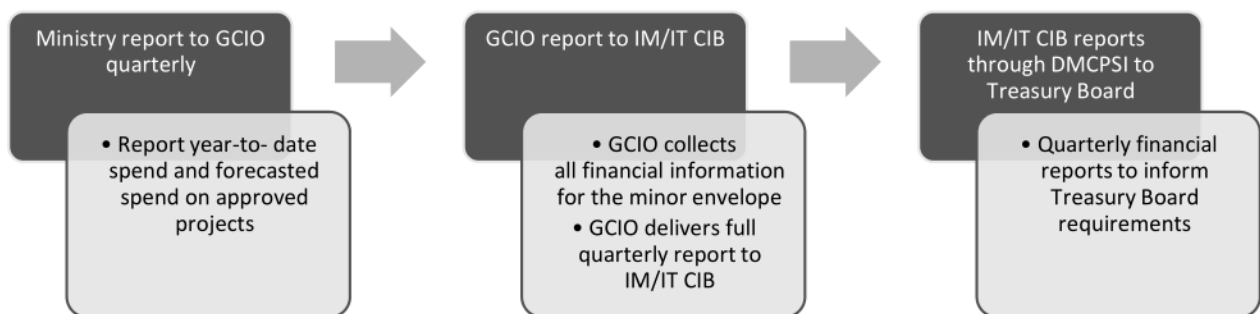 Ministry report to GCIO
quarterly
• Report year-to- date
spend and forecasted
spend on approved
projects
GCIO report to IM/IT CIB
• GCIO collects
all financial information
for the minor envelope
• GCIO delivers full
quarterly report to
IM/IT CIB
IM/IT CIB reports
through DMCPSI to
Treasury Board
• Quarterly financial
reports to inform
Treasury Board
requirements